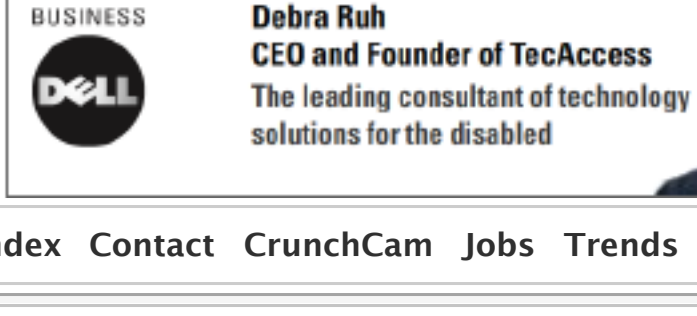 BUSINESS
DELL
Debra Ruh
CEO and Founder of TecAccess
The leading consultant of technology
solutions for the disabled
Contact CrunchCam Jobs Trends